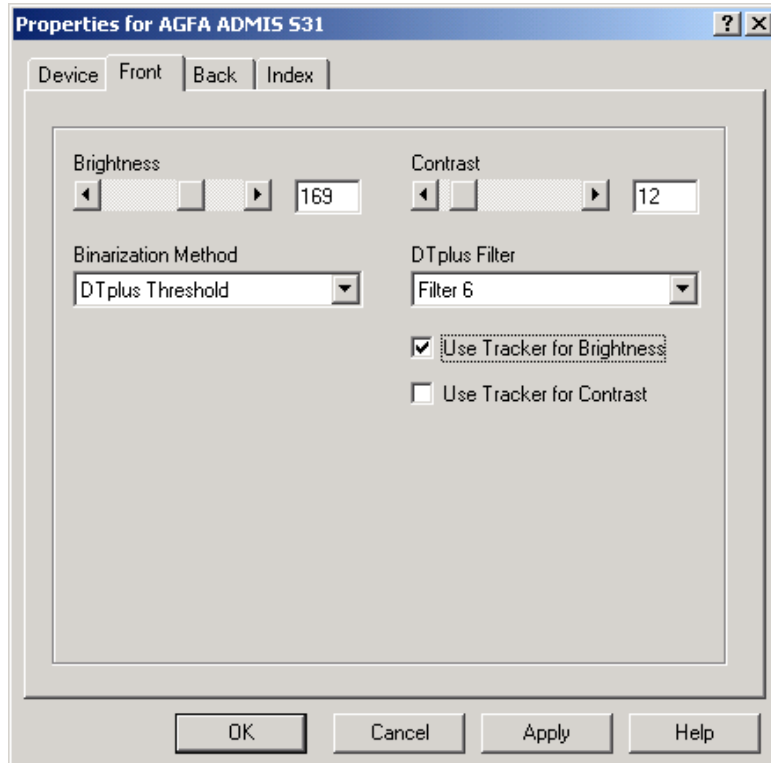 Properties for AGFA ADMIS S31
Device Front Back Index
Brightness Contrast
169 12
Binarization Method DTplus Filter
DTplus Threshold Filter 6
Use Tracker for Brightness
Use Tracker for Contrast
OK Cancel Apply Help